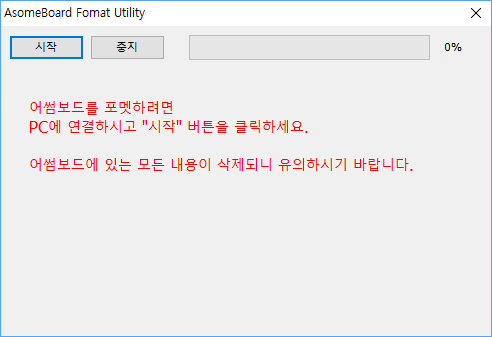 AsomeBoard Fomat Utility
시작 중지 0%
어썸보드를 포멧하려면
PC에 연결하시고 "시작" 버튼을 클릭하세요.
어썸보드에 있는 모든 내용이 삭제되니 유의하시기 바랍니다.